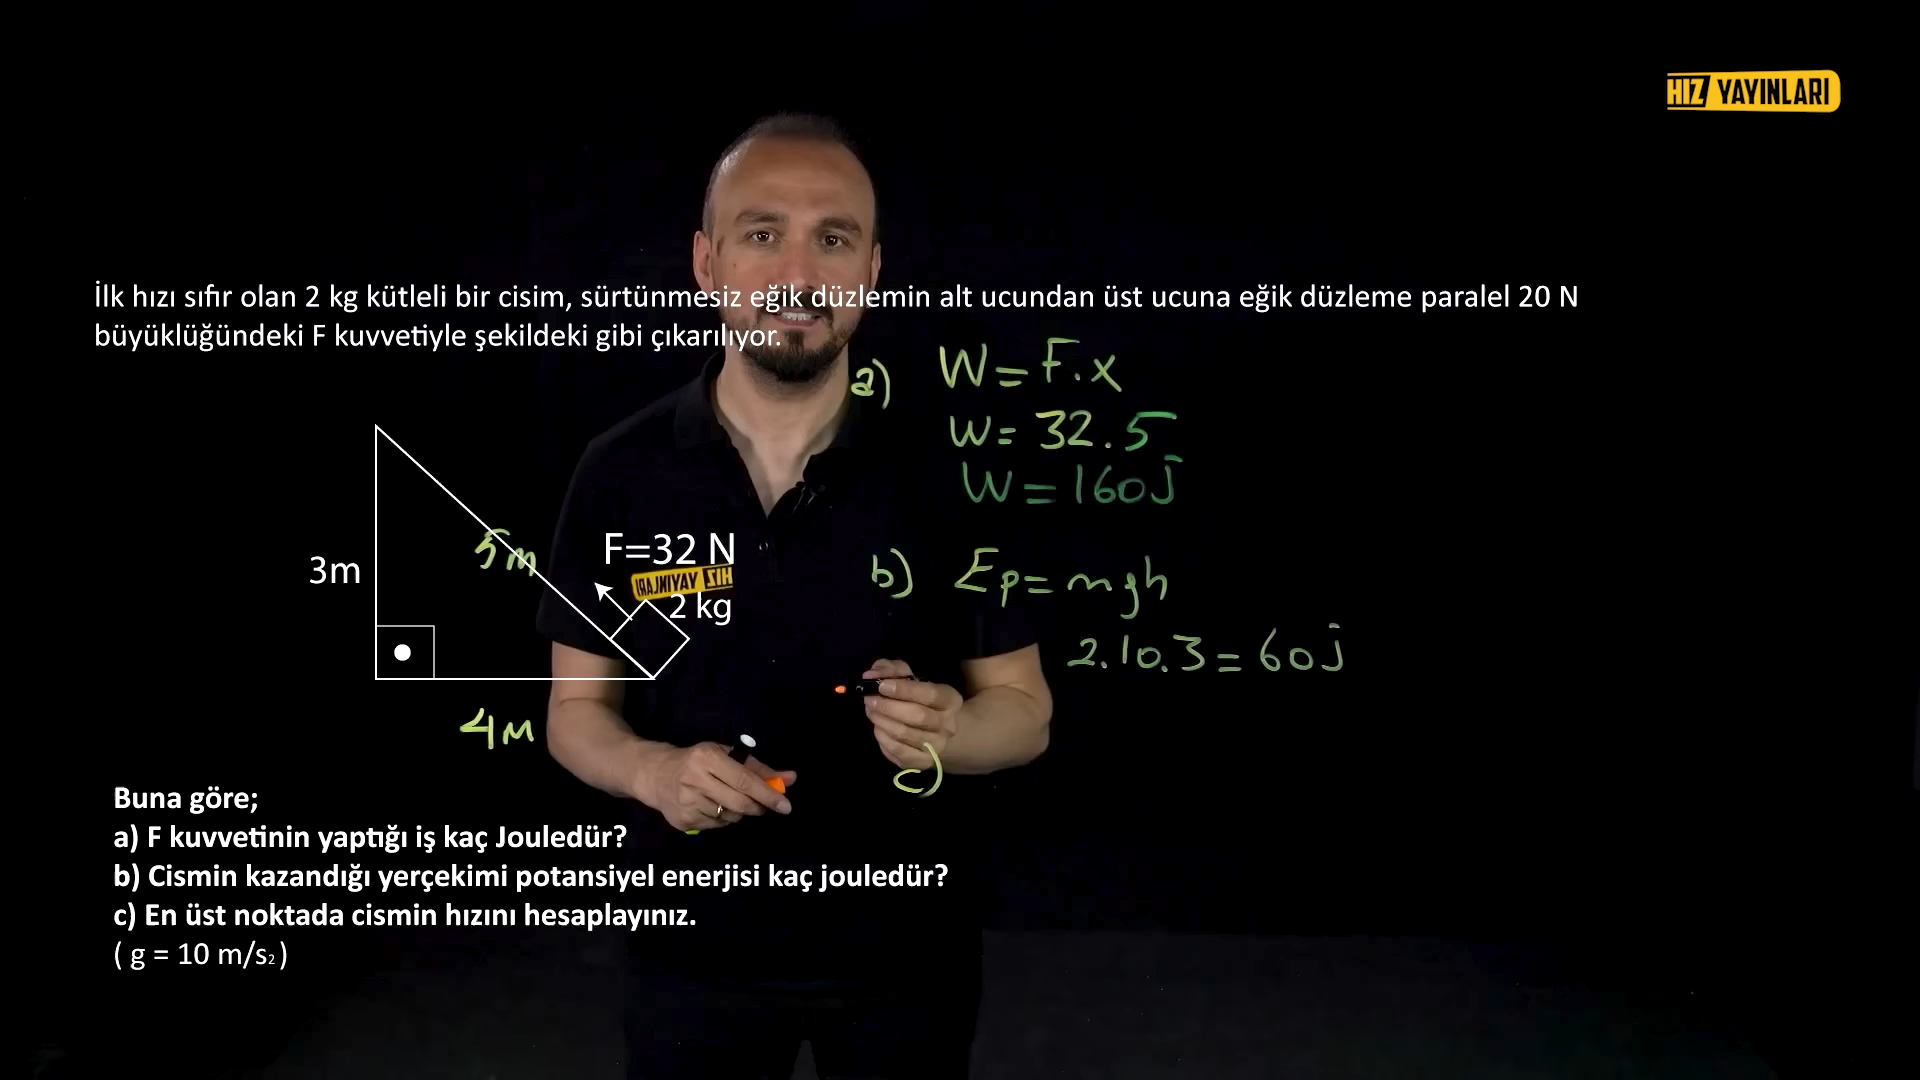 HIZ YAYINLARI
İlk hızı sıfır olan 2 kg kütleli bir cisim, sürtünmesiz eğik düzlemin alt ucundan üst ucuna eğik düzleme paralel 20 N
büyüklüğündeki F kuvvetiyle şekildeki gibi çıkarılıyor.
3m
5m
F=32 N
HIZ YAYINLARI
2 kg
4m
a) W = F.x
W = 32.5
W = 160J
b) Ep = mgh
2.10.3 = 60J
c)
Buna göre;
a) F kuvvetinin yaptığı iş kaç Jouledür?
b) Cismin kazandığı yerçekimi potansiyel enerjisi kaç jouledür?
c) En üst noktada cismin hızını hesaplayınız.
( g = 10 m/s₂ )